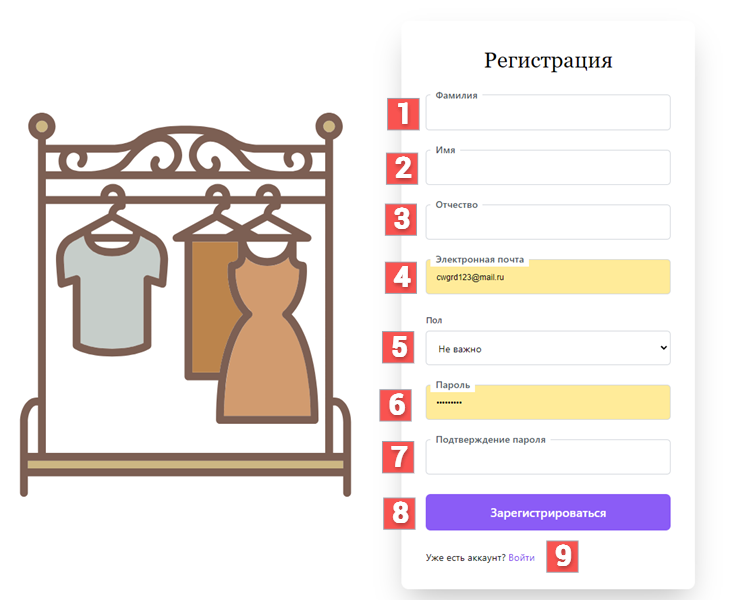 Регистрация
1 Фамилия
2 Имя
3 Отчество
4 Электронная почта
cwgrd123@mail.ru
Пол
5 Не важно
6 Пароль
•••••••••
7 Подтверждение пароля
8 Зарегистрироваться
Уже есть аккаунт? Войти 9